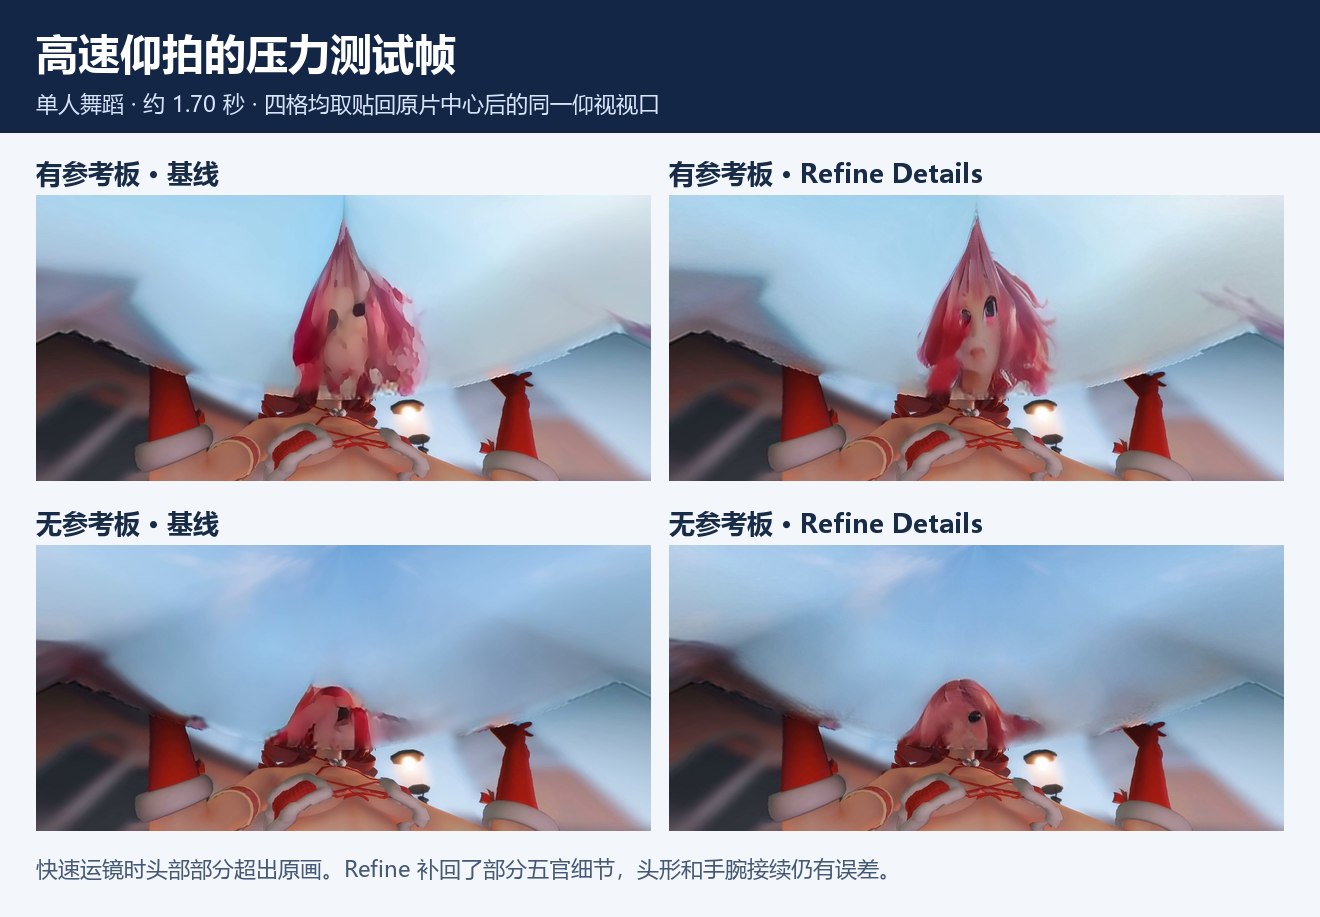 高速仰拍的压力测试帧
单人舞蹈 · 约 1.70 秒 · 四格均取贴回原片中心后的同一仰视视口
有参考板 • 基线
有参考板 • Refine Details
无参考板 • 基线
无参考板 • Refine Details
快速运镜时头部部分超出原画。Refine 补回了部分五官细节，头形和手腕接续仍有误差。